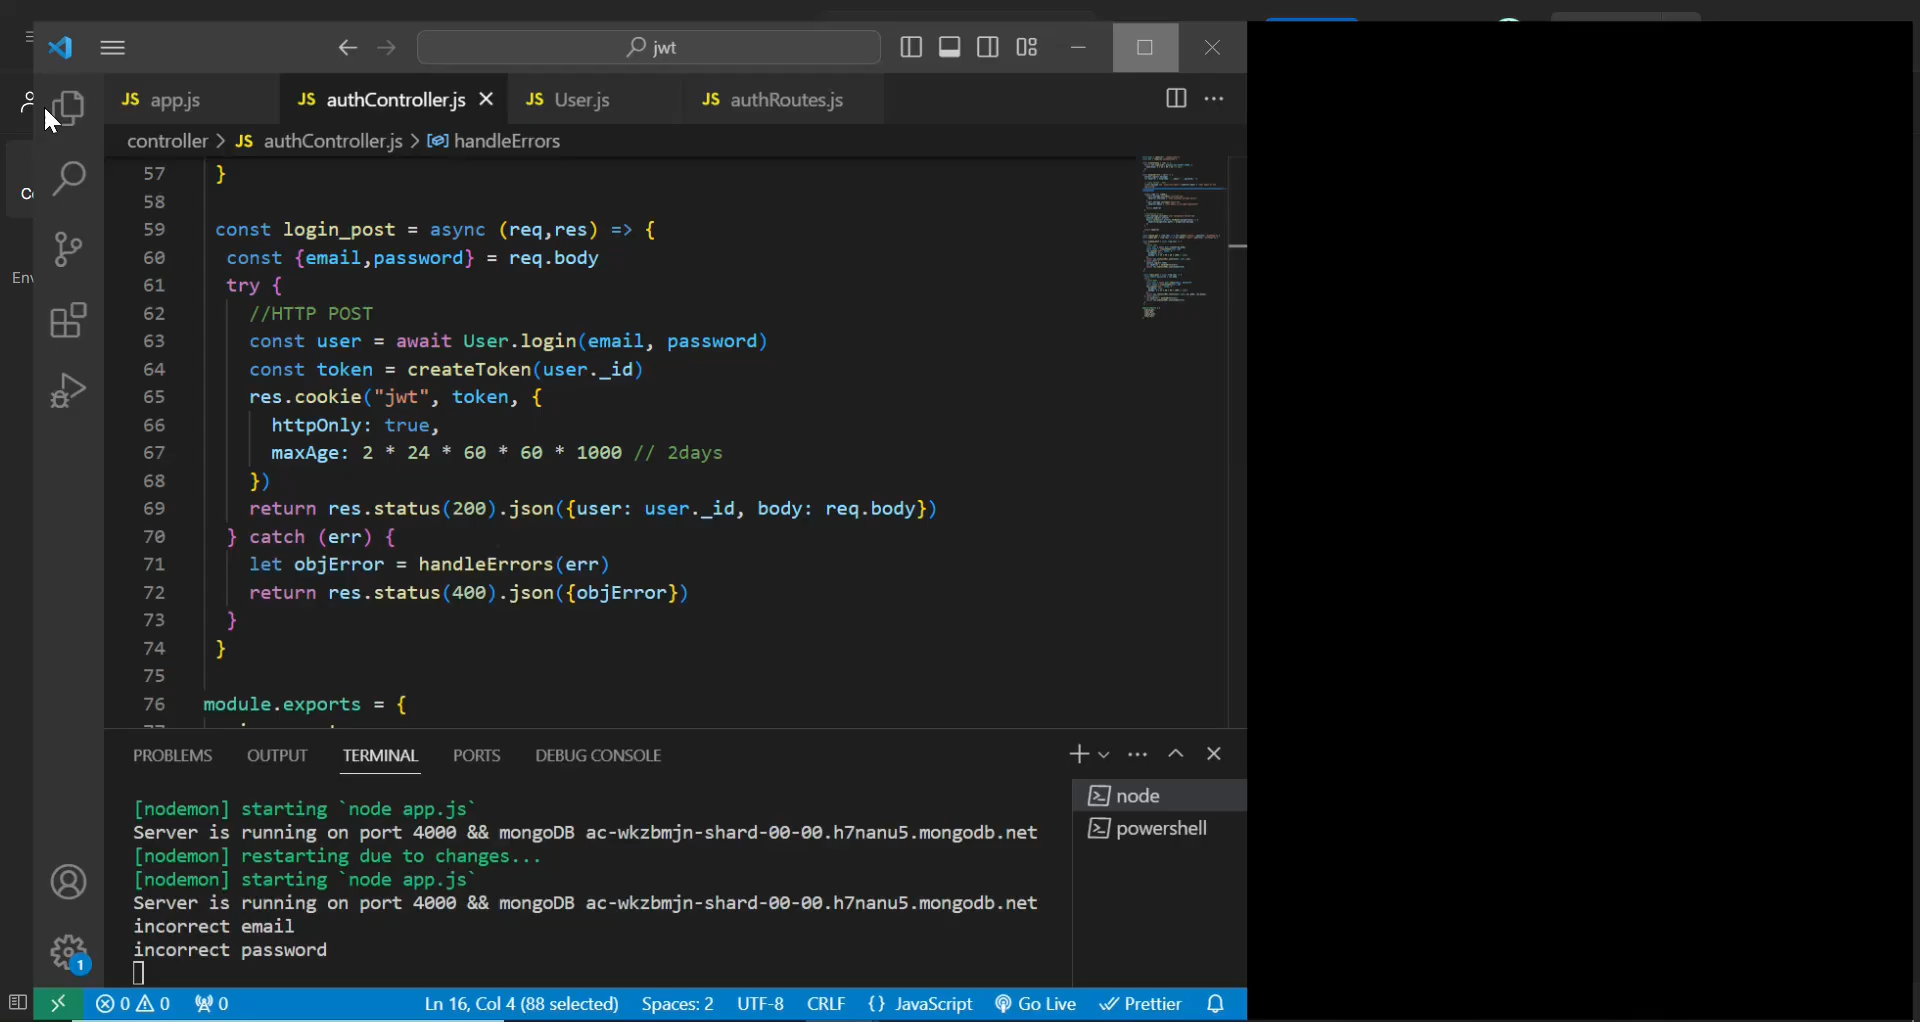 jwt
JS app.js
JS authController.js
JS User.js
JS authRoutes.js
controller > JS authController.js > handleErrors
57 }
58
59 const login_post = async (req,res) => {
60 const {email,password} = req.body
61 try {
62 //HTTP POST
63 const user = await User.login(email, password)
64 const token = createToken(user._id)
65 res.cookie("jwt", token, {
66 httpOnly: true,
67 maxAge: 2 * 24 * 60 * 60 * 1000 // 2days
68 })
69 return res.status(200).json({user: user._id, body: req.body})
70 } catch (err) {
71 let objError = handleErrors(err)
72 return res.status(400).json({objError})
73 }
74 }
75
76 module.exports = {
PROBLEMS OUTPUT TERMINAL PORTS DEBUG CONSOLE
[nodemon] starting `node app.js`
Server is running on port 4000 && mongoDB ac-wkzbmjn-shard-00-00.h7nanu5.mongodb.net
[nodemon] restarting due to changes...
[nodemon] starting `node app.js`
Server is running on port 4000 && mongoDB ac-wkzbmjn-shard-00-00.h7nanu5.mongodb.net
incorrect email
incorrect password
node
powershell
1
0 0 0 Ln 16, Col 4 (88 selected) Spaces: 2 UTF-8 CRLF {} JavaScript Go Live Prettier